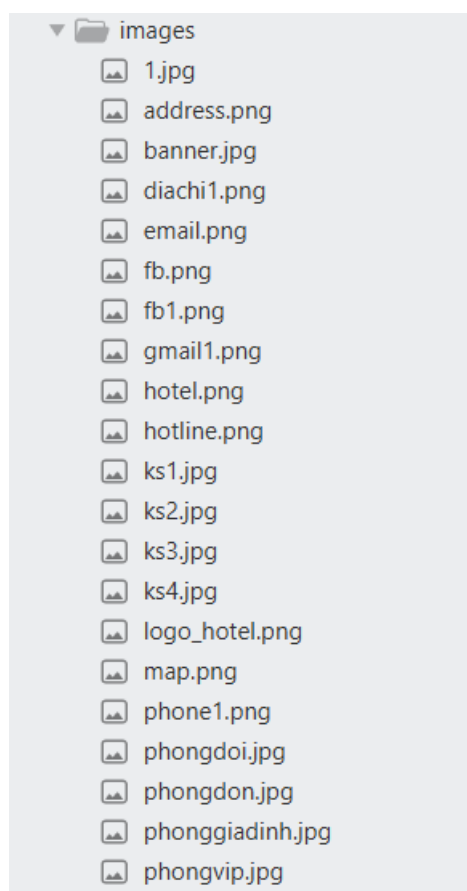 images
1.jpg
address.png
banner.jpg
diachi1.png
email.png
fb.png
fb1.png
gmail1.png
hotel.png
hotline.png
ks1.jpg
ks2.jpg
ks3.jpg
ks4.jpg
logo_hotel.png
map.png
phone1.png
phongdoi.jpg
phongdon.jpg
phonggiadinh.jpg
phongvip.jpg